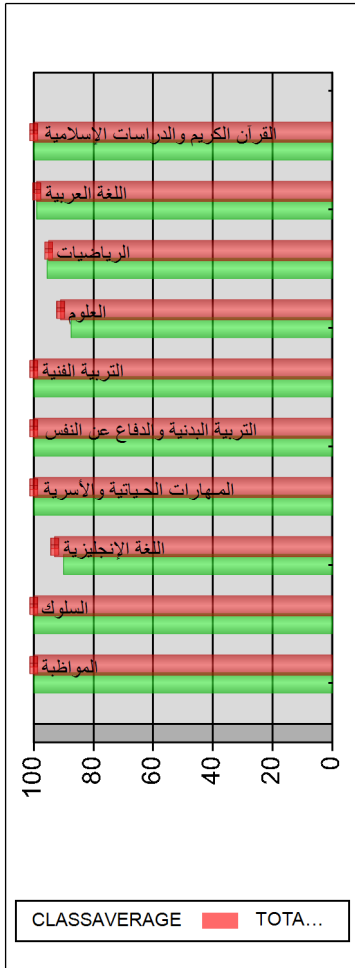 القرآن الكريم والدراسات الإسلامية
اللغة العربية
الرياضيات
العلوم
التربية الفنية
التربية البدنية والدفاع عن النفس
المهارات الحياتية والأسرية
اللغة الإنجليزية
السلوك
المواظبة
100 80 60 40 20 0
CLASSAVERAGE TOTA...